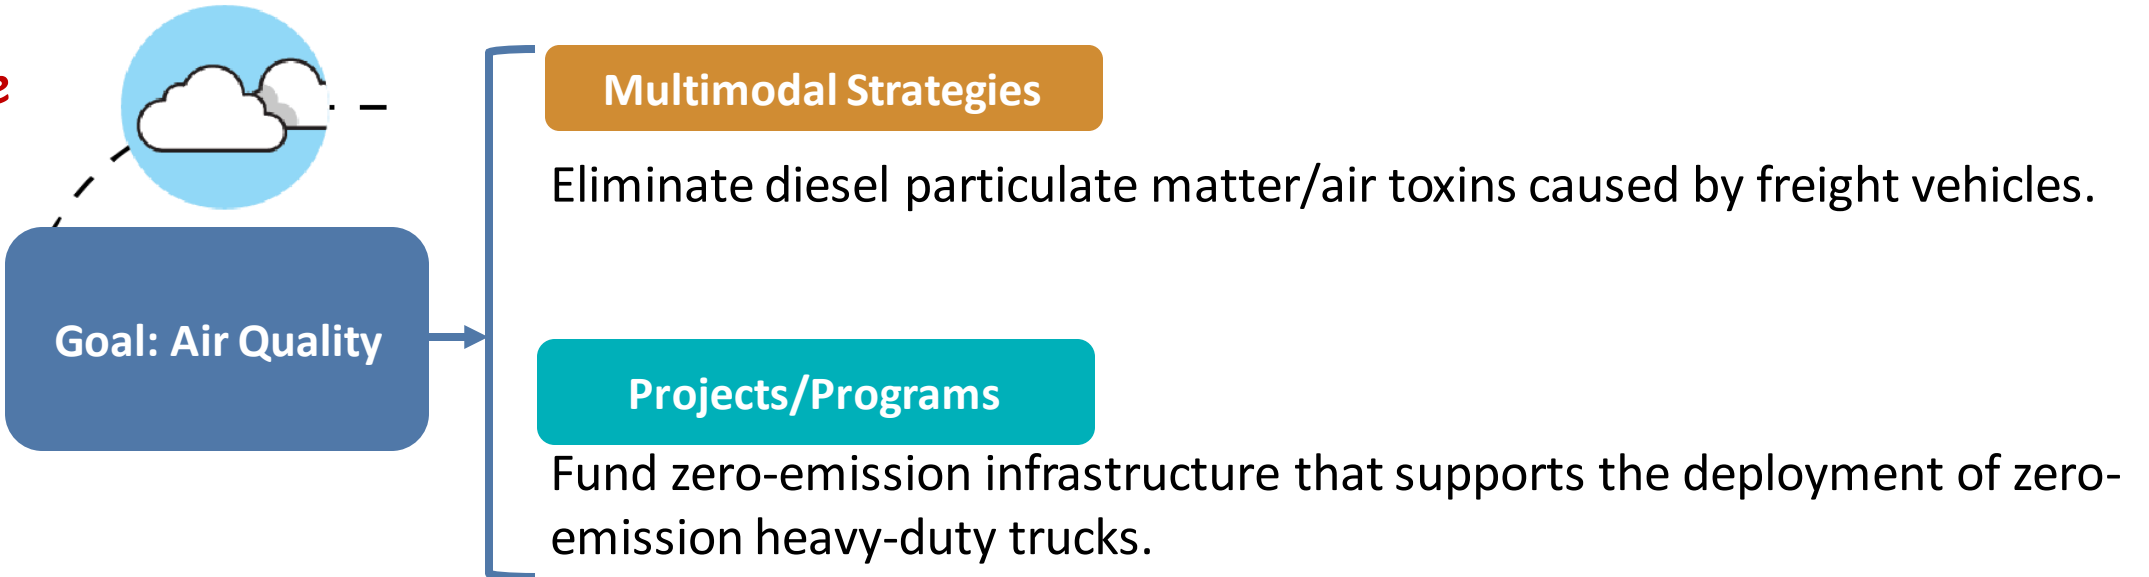 Multimodal Strategies
Eliminate diesel particulate matter/air toxins caused by freight vehicles.
Goal: Air Quality
Projects/Programs
Fund zero-emission infrastructure that supports the deployment of zero-
emission heavy-duty trucks.